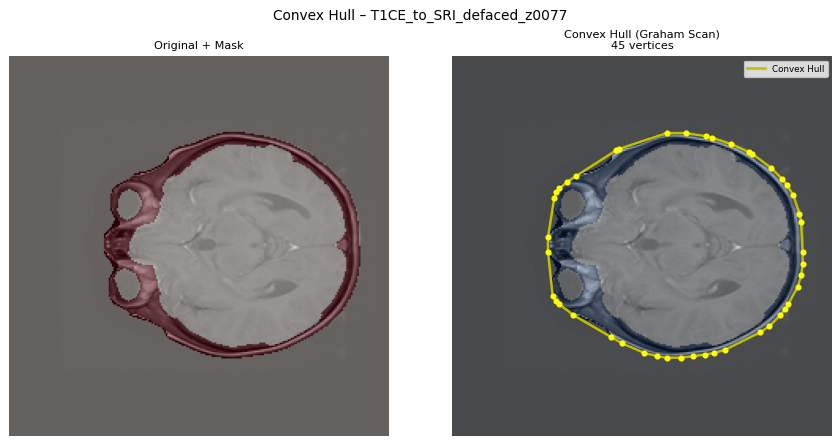 Convex Hull – T1CE_to_SRI_defaced_z0077
Original + Mask
Convex Hull (Graham Scan)
45 vertices
Convex Hull